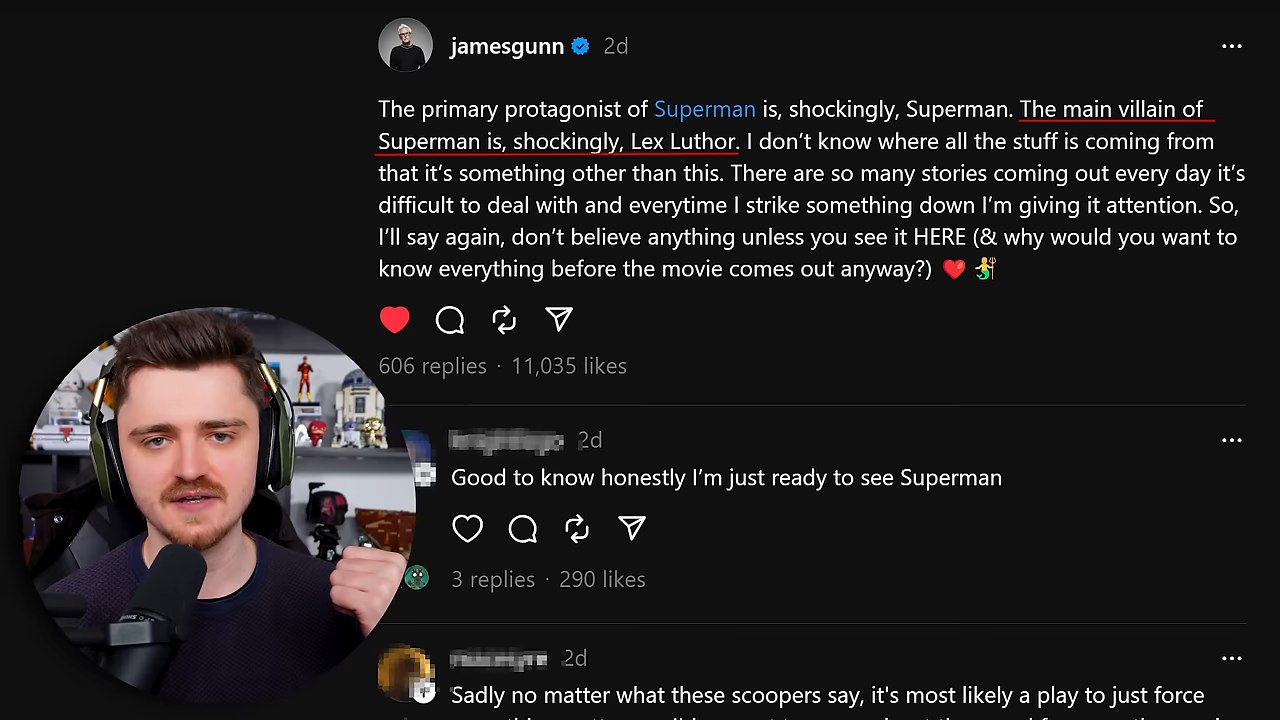 jamesgunn 2d
The primary protagonist of Superman is, shockingly, Superman. The main villain of
Superman is, shockingly, Lex Luthor. I don’t know where all the stuff is coming from
that it’s something other than this. There are so many stories coming out every day it’s
difficult to deal with and everytime I strike something down I’m giving it attention. So,
I’ll say again, don’t believe anything unless you see it HERE (& why would you want to
know everything before the movie comes out anyway?) ❤️ 🧜‍♂️
606 replies · 11,035 likes
2d
Good to know honestly I’m just ready to see Superman
3 replies · 290 likes
2d
Sadly no matter what these scoopers say, it's most likely a play to just force